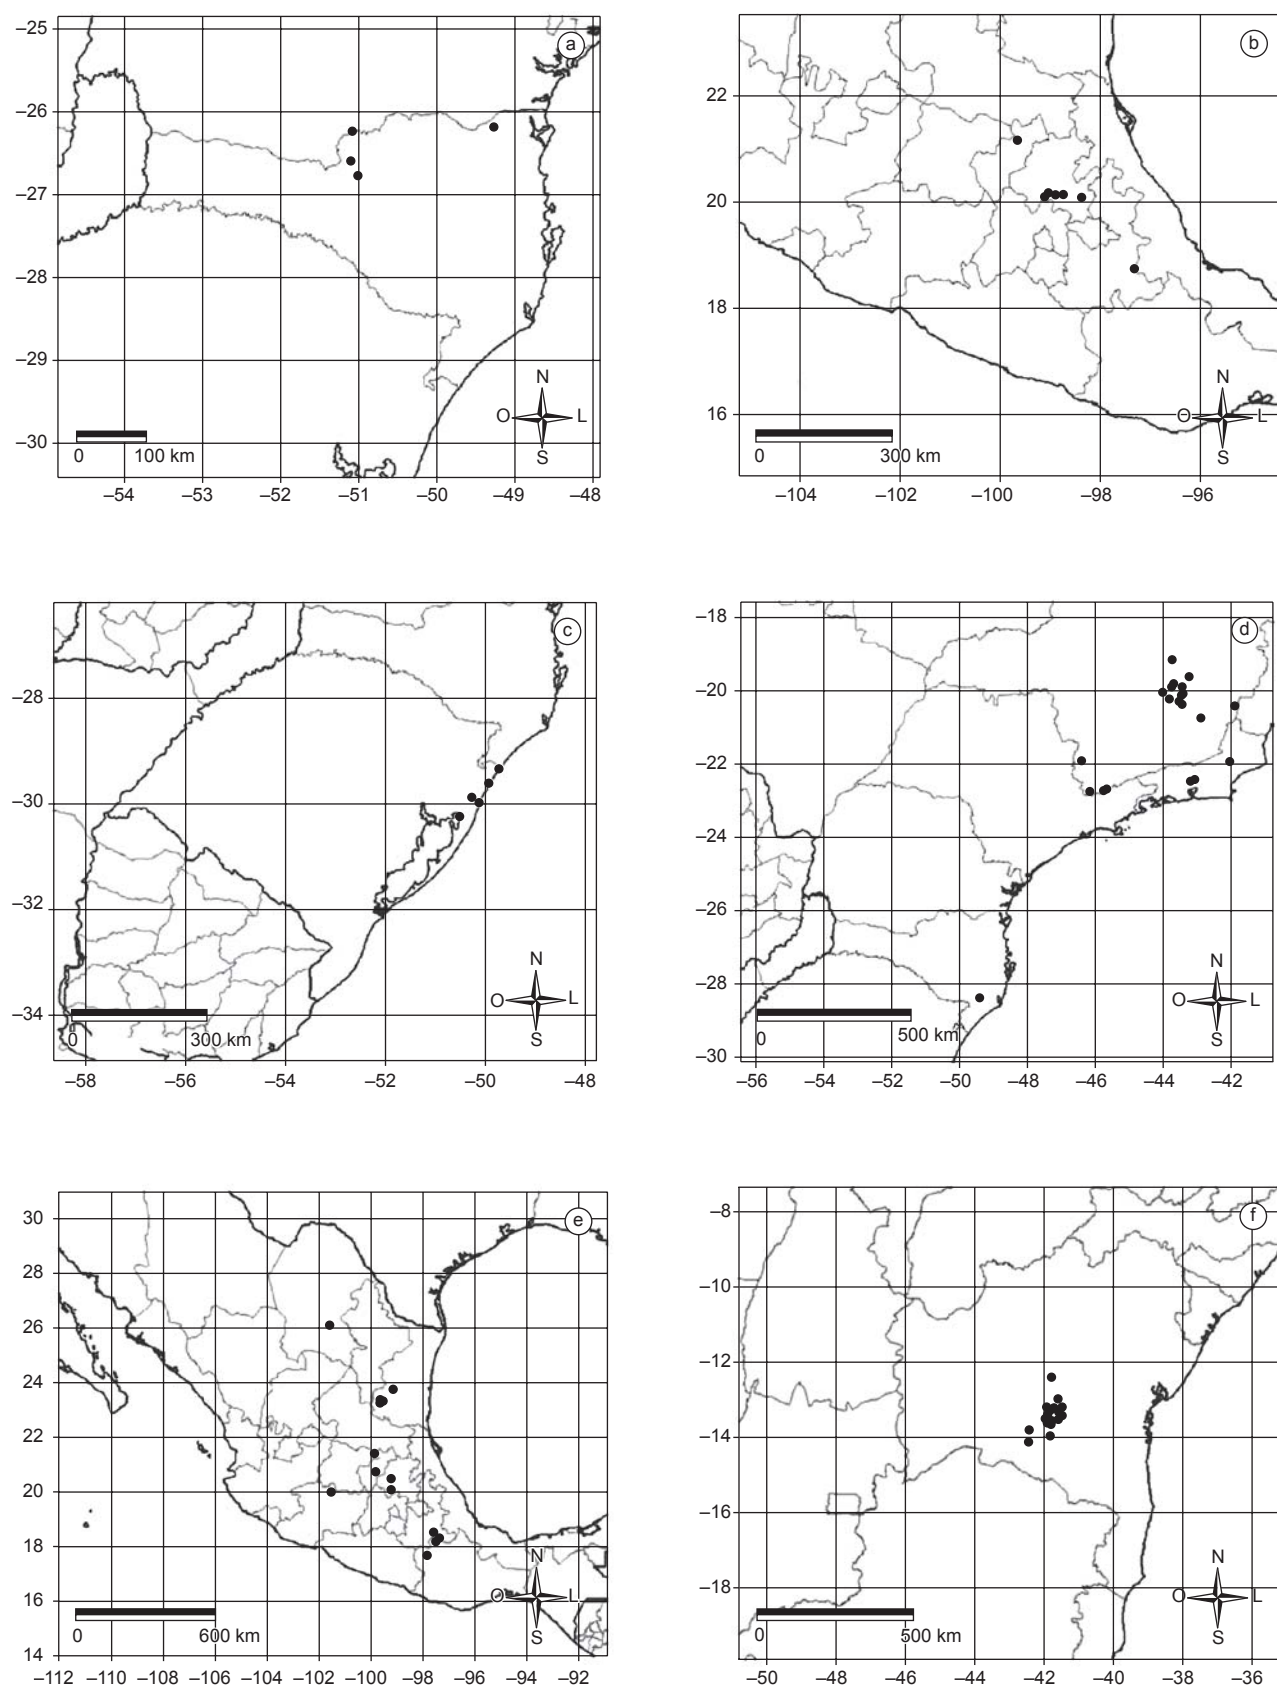 a
–25
–26
–27
–28
–29
–30
N
O L
S
0 100 km
–54 –53 –52 –51 –50 –49 –48
b
22
20
18
16
N
O L
S
0 300 km
–104 –102 –100 –98 –96
c
–28
–30
–32
–34
N
O L
S
0 300 km
–58 –56 –54 –52 –50 –48
d
–18
–20
–22
–24
–26
–28
–30
N
O L
S
0 500 km
–56 –54 –52 –50 –48 –46 –44 –42
e
30
28
26
24
22
20
18
16
14
N
O L
S
0 600 km
–112 –110 –108 –106 –104 –102 –100 –98 –96 –94 –92
f
–8
–10
–12
–14
–16
–18
N
O L
S
0 500 km
–50 –48 –46 –44 –42 –40 –38 –36